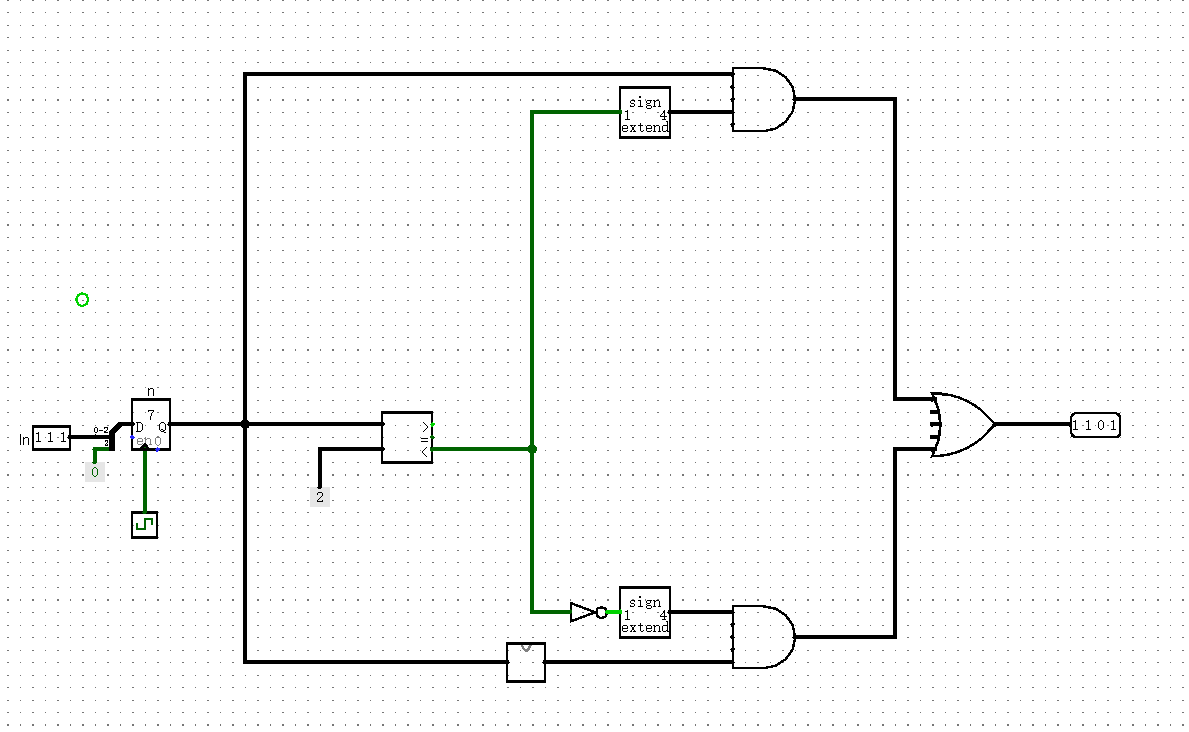 sign
1 4
extend
n
7
D Q
en 0
In 1 1 1
0-2
3
0
>
=
<
2
1 1 0 1
sign
1 4
extend